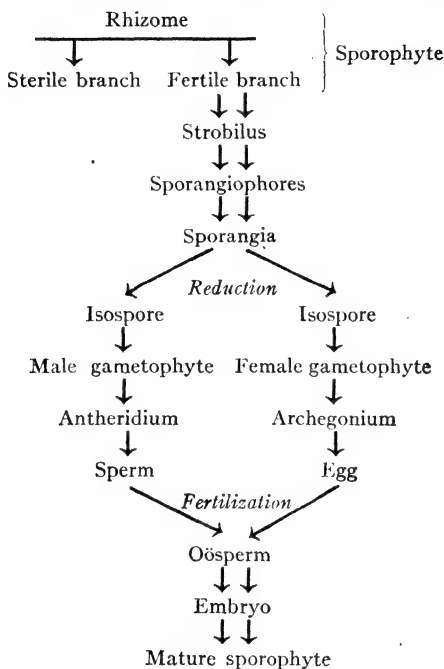 Rhizome
Sporophyte
Sterile branch Fertile branch
Strobilus
Sporangiophores
Sporangia
Reduction
Isospore Isospore
Male gametophyte Female gametophyte
Antheridium Archegonium
Sperm Egg
Fertilization
Oösperm
Embryo
Mature sporophyte